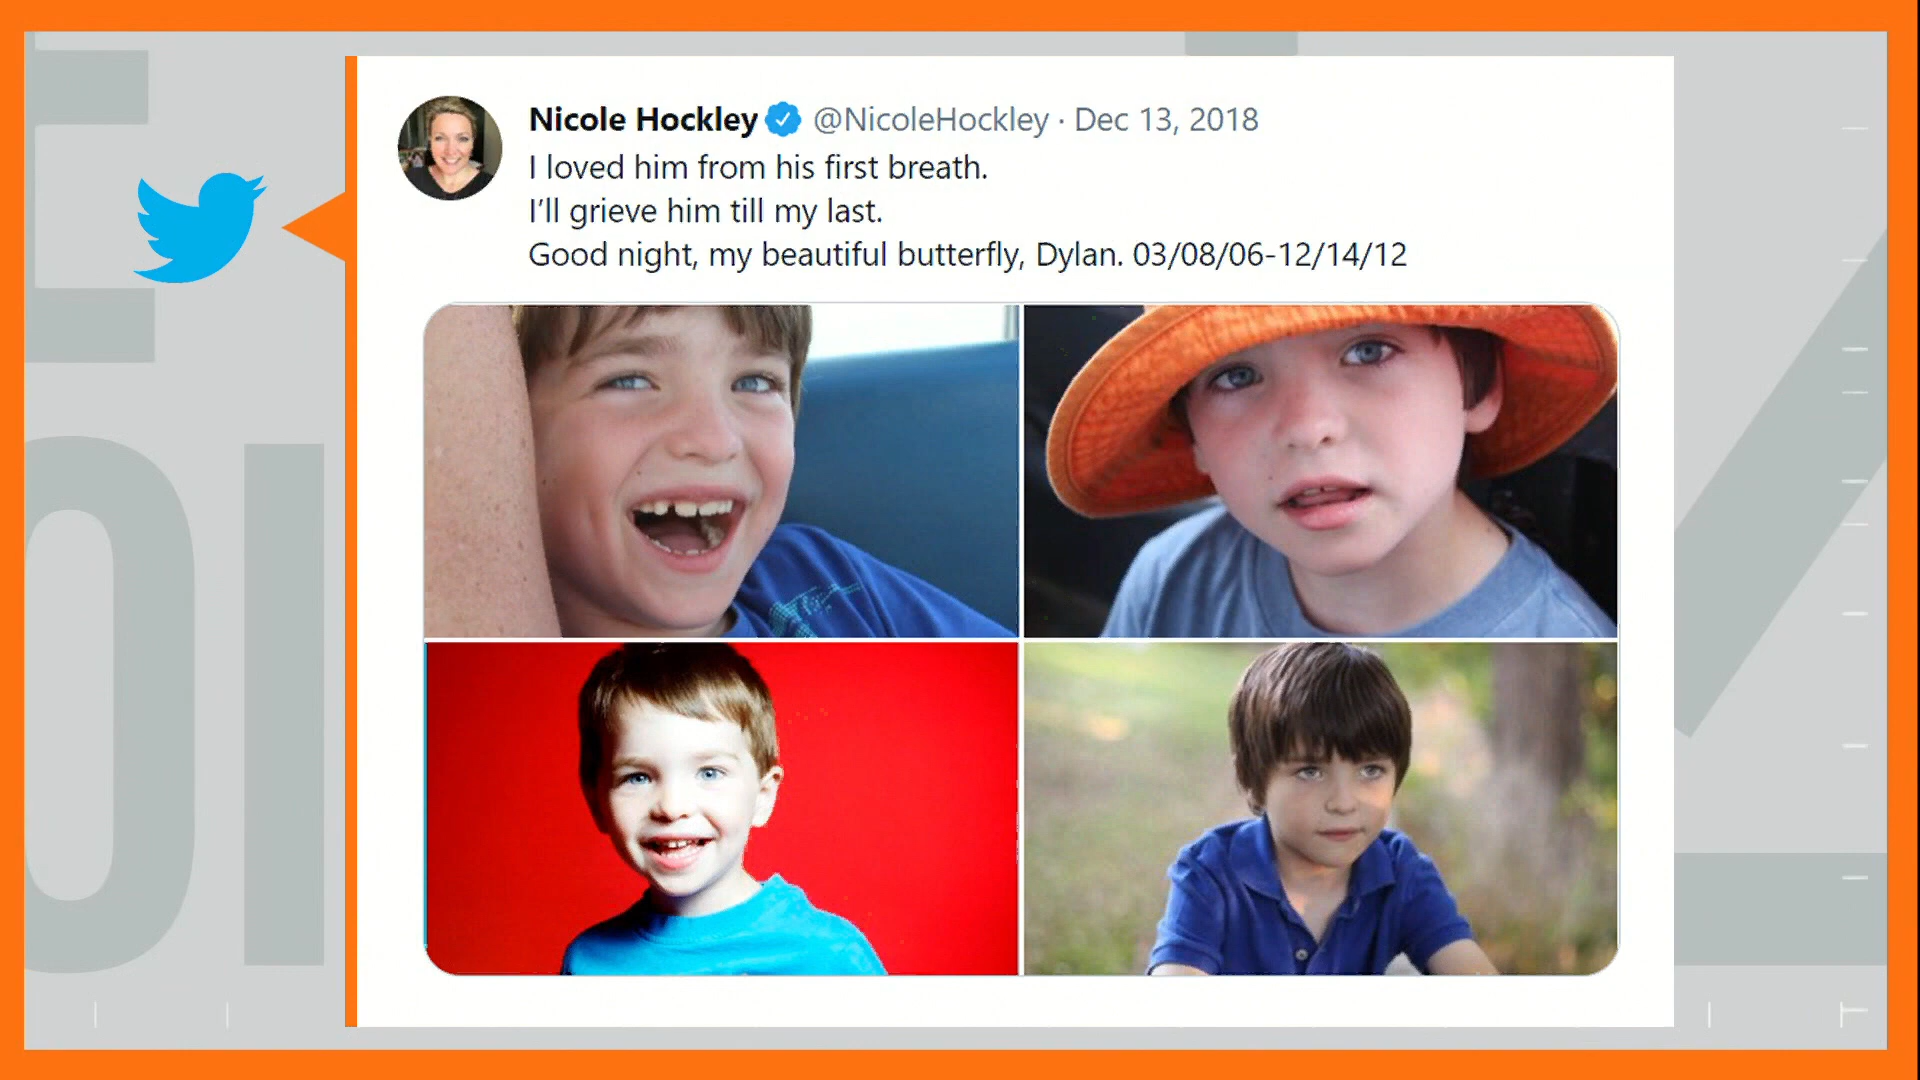 Nicole Hockley @NicoleHockley · Dec 13, 2018
I loved him from his first breath.
I'll grieve him till my last.
Good night, my beautiful butterfly, Dylan. 03/08/06-12/14/12